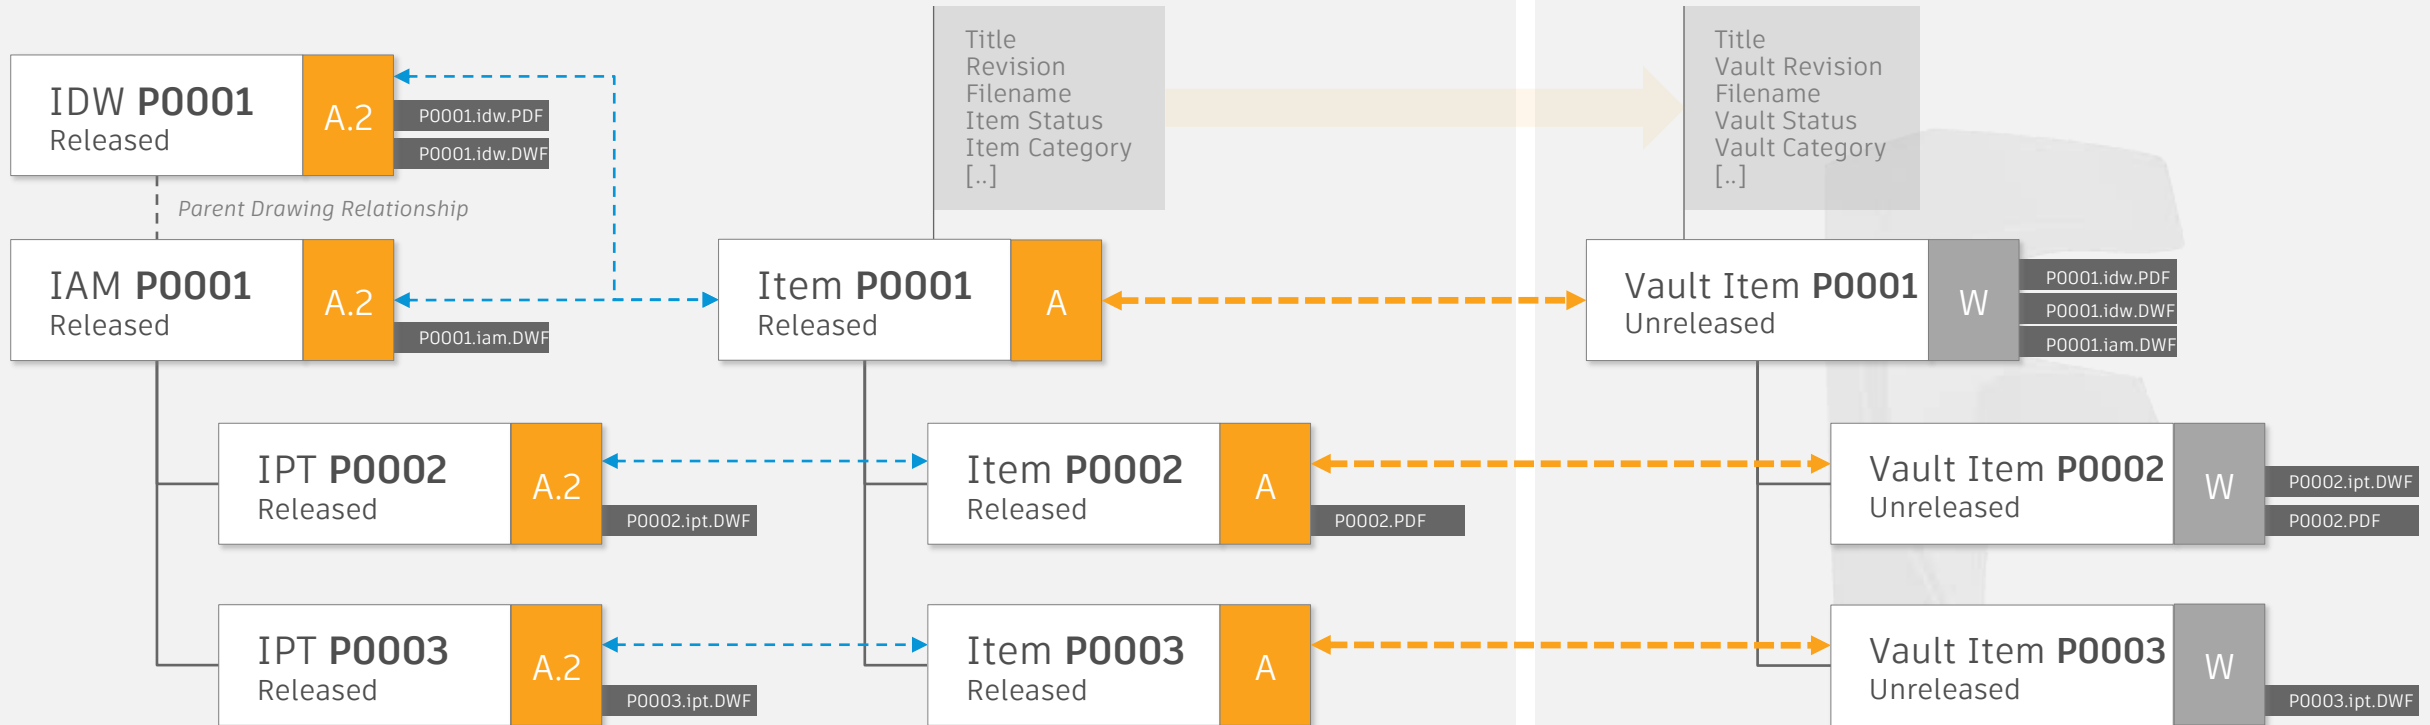 Title
Revision
Filename
Item Status
Item Category
[..]
Title
Vault Revision
Filename
Vault Status
Vault Category
[..]
IDW P0001
Released
A.2
P0001.idw.PDF
P0001.idw.DWF
Parent Drawing Relationship
IAM P0001
Released
A.2
P0001.iam.DWF
Item P0001
Released
A
Vault Item P0001
Unreleased
W
P0001.idw.PDF
P0001.idw.DWF
P0001.iam.DWF
IPT P0002
Released
A.2
P0002.ipt.DWF
Item P0002
Released
A
P0002.PDF
Vault Item P0002
Unreleased
W
P0002.ipt.DWF
P0002.PDF
IPT P0003
Released
A.2
P0003.ipt.DWF
Item P0003
Released
A
Vault Item P0003
Unreleased
W
P0003.ipt.DWF